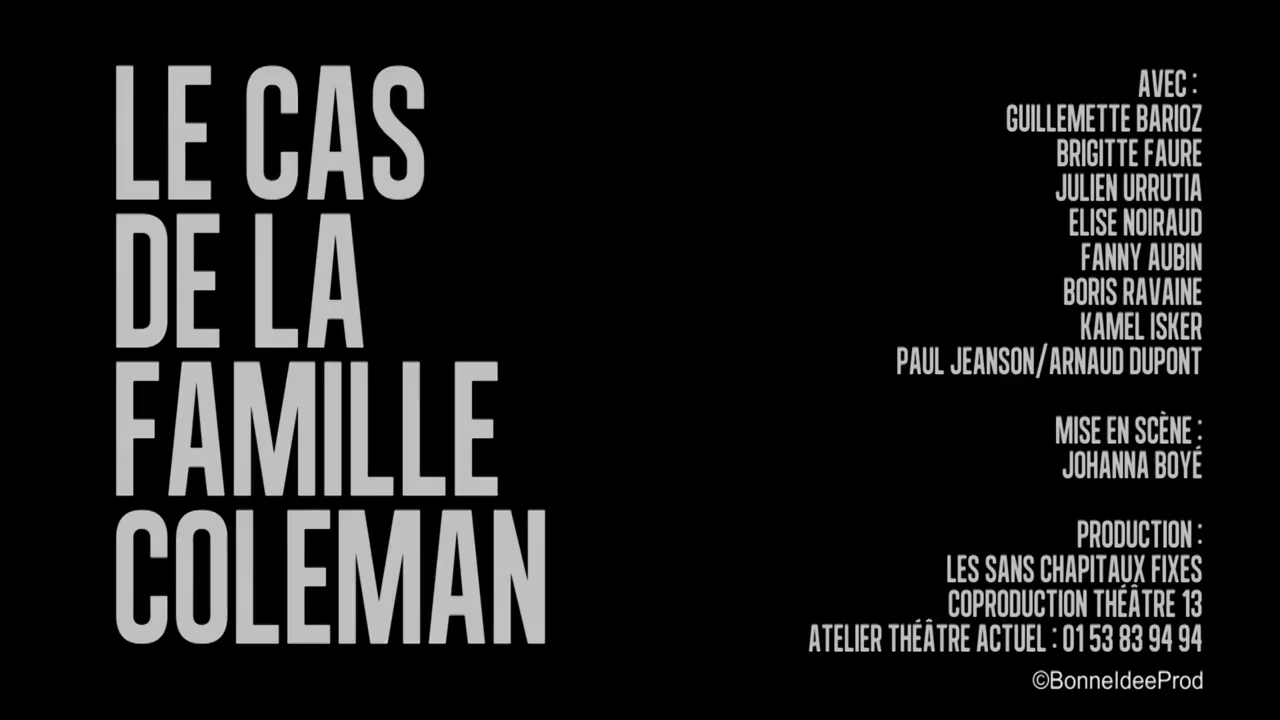 LE CAS
DE LA
FAMILLE
COLEMAN
AVEC :
GUILLEMETTE BARIOZ
BRIGITTE FAURE
JULIEN URRUTIA
ELISE NOIRAUD
FANNY AUBIN
BORIS RAVAINE
KAMEL ISKER
PAUL JEANSON/ARNAUD DUPONT
MISE EN SCÈNE :
JOHANNA BOYÉ
PRODUCTION :
LES SANS CHAPITAUX FIXES
COPRODUCTION THÉÂTRE 13
ATELIER THÉÂTRE ACTUEL : 01 53 83 94 94
©BonneIdeeProd